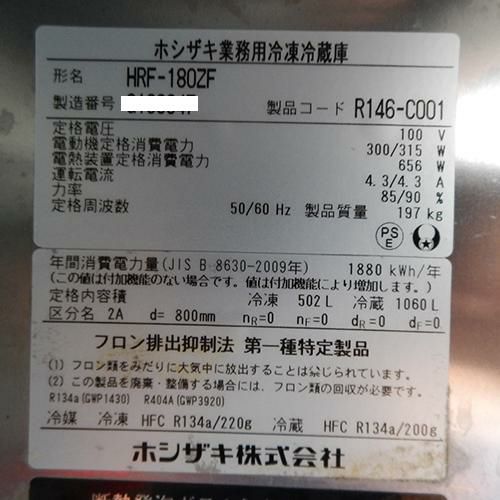 ホシザキ業務用冷凍冷蔵庫
形名 HRF-180ZF
製造番号
製品コード R146-C001
定格電圧 100 V
電動機定格消費電力 300/315 W
電熱装置定格消費電力 656 W
運転電流 4.3/4.3 A
力率 85/90 %
定格周波数 50/60 Hz 製品質量 197 kg
PSE
年間消費電力量(JIS B 8630-2009年) 1880 kWh/年
(この値は付加機能のない場合です。値は付加機能により増加します。)
定格内容積 冷凍 502 L 冷蔵 1060 L
区分名 2A d= 800mm nR=0 nF=0 dR=0 dF=0
フロン排出抑制法 第一種特定製品
(1) フロン類をみだりに大気中に放出することは禁じられています。
(2) この製品を廃棄・整備する場合には、フロン類の回収が必要です。
R134a(GWP1430) R404A(GWP3920)
冷媒 冷凍 HFC R134a/220g 冷蔵 HFC R134a/200g
ホシザキ株式会社